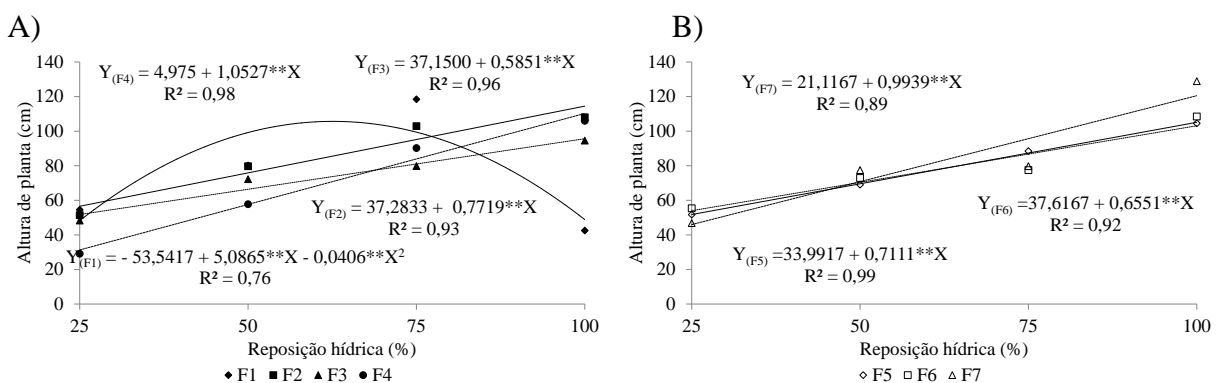 A)
Y(F4) = 4,975 + 1,0527**X
R² = 0,98
Y(F3) = 37,1500 + 0,5851**X
R² = 0,96
Y(F2) = 37,2833 + 0,7719**X
R² = 0,93
Y(F1) = - 53,5417 + 5,0865**X - 0,0406**X²
R² = 0,76
Altura de planta (cm)
140
120
100
80
60
40
20
0
25 50 75 100
Reposição hídrica (%)
F1 F2 F3 F4
B)
Y(F7) = 21,1167 + 0,9939**X
R² = 0,89
Y(F6) = 37,6167 + 0,6551**X
R² = 0,92
Y(F5) =33,9917 + 0,7111**X
R² = 0,99
Altura de planta (cm)
140
120
100
80
60
40
20
0
25 50 75 100
Reposição hídrica (%)
F5 F6 F7